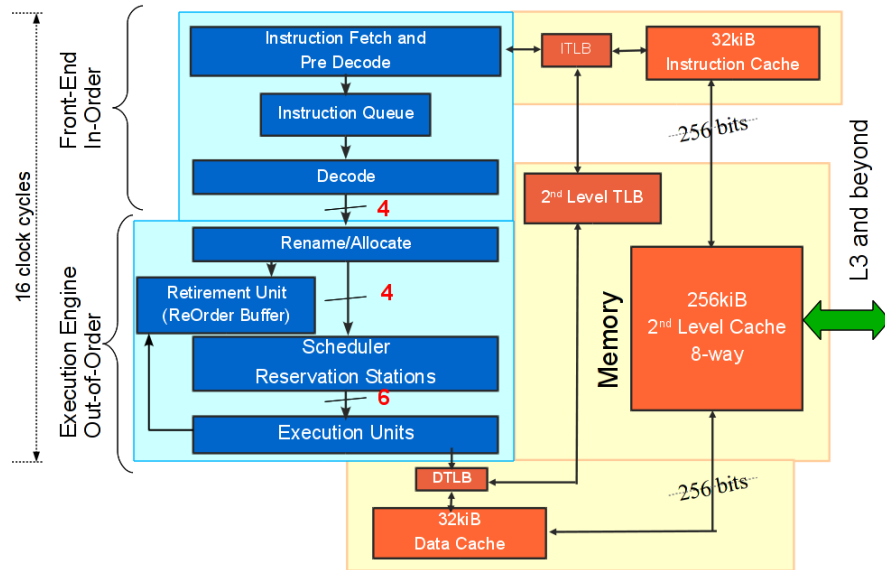 16 clock cycles
Front-End
In-Order
Execution Engine
Out-of-Order
Instruction Fetch and
Pre Decode
Instruction Queue
Decode
4
Rename/Allocate
4
Retirement Unit
(ReOrder Buffer)
Scheduler
Reservation Stations
6
Execution Units
ITLB
32kiB
Instruction Cache
256 bits
2nd Level TLB
Memory
256kiB
2nd Level Cache
8-way
L3 and beyond
DTLB
32kiB
Data Cache
256 bits